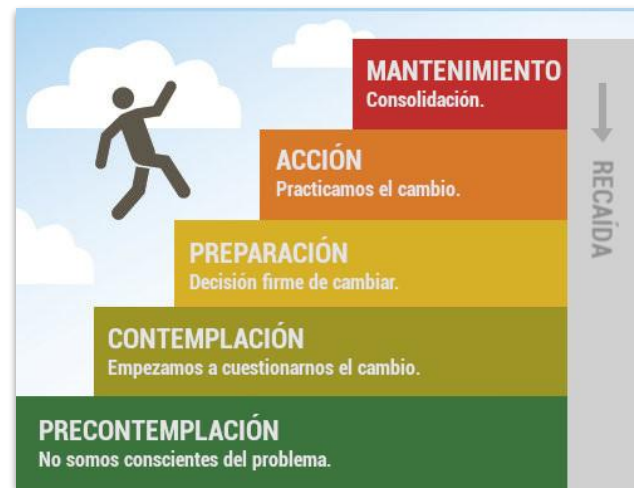 MANTENIMIENTO
Consolidación.
ACCIÓN
Practicamos el cambio.
PREPARACIÓN
Decisión firme de cambiar.
CONTEMPLACIÓN
Empezamos a cuestionarnos el cambio.
PRECONTEMPLACIÓN
No somos conscientes del problema.
RECAÍDA